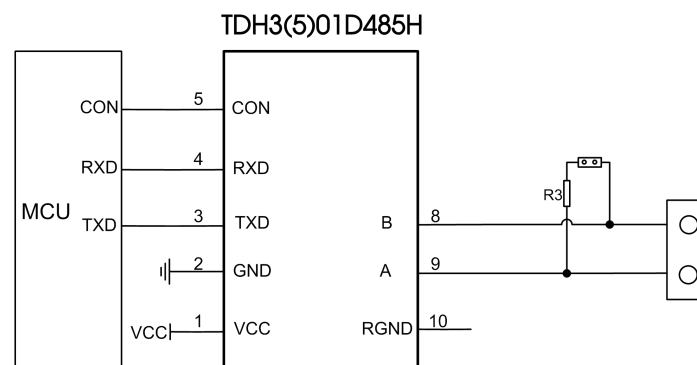 TDH3(5)01D485H
CON 5 CON
RXD 4 RXD
MCU
TXD 3 TXD
R3
B 8
2 GND
A 9
VCC 1 VCC
RGND 10